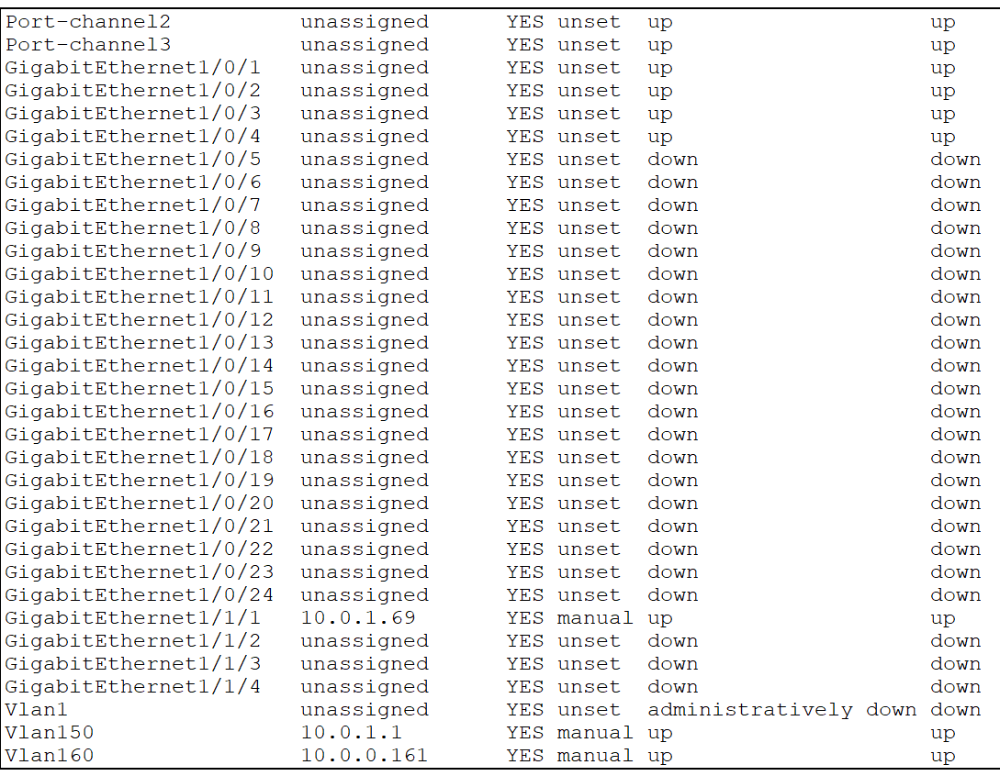 Port-channel2 unassigned YES unset up up
Port-channel3 unassigned YES unset up up
GigabitEthernet1/0/1 unassigned YES unset up up
GigabitEthernet1/0/2 unassigned YES unset up up
GigabitEthernet1/0/3 unassigned YES unset up up
GigabitEthernet1/0/4 unassigned YES unset up up
GigabitEthernet1/0/5 unassigned YES unset down down
GigabitEthernet1/0/6 unassigned YES unset down down
GigabitEthernet1/0/7 unassigned YES unset down down
GigabitEthernet1/0/8 unassigned YES unset down down
GigabitEthernet1/0/9 unassigned YES unset down down
GigabitEthernet1/0/10 unassigned YES unset down down
GigabitEthernet1/0/11 unassigned YES unset down down
GigabitEthernet1/0/12 unassigned YES unset down down
GigabitEthernet1/0/13 unassigned YES unset down down
GigabitEthernet1/0/14 unassigned YES unset down down
GigabitEthernet1/0/15 unassigned YES unset down down
GigabitEthernet1/0/16 unassigned YES unset down down
GigabitEthernet1/0/17 unassigned YES unset down down
GigabitEthernet1/0/18 unassigned YES unset down down
GigabitEthernet1/0/19 unassigned YES unset down down
GigabitEthernet1/0/20 unassigned YES unset down down
GigabitEthernet1/0/21 unassigned YES unset down down
GigabitEthernet1/0/22 unassigned YES unset down down
GigabitEthernet1/0/23 unassigned YES unset down down
GigabitEthernet1/0/24 unassigned YES unset down down
GigabitEthernet1/1/1 10.0.1.69 YES manual up up
GigabitEthernet1/1/2 unassigned YES unset down down
GigabitEthernet1/1/3 unassigned YES unset down down
GigabitEthernet1/1/4 unassigned YES unset down down
Vlan1 unassigned YES unset administratively down down
Vlan150 10.0.1.1 YES manual up up
Vlan160 10.0.0.161 YES manual up up